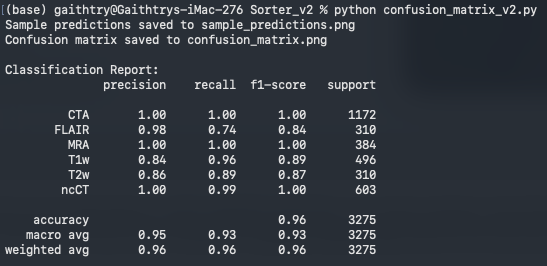 [(base) gaithtry@Gaithtrys-iMac-276 Sorter_v2 % python confusion_matrix_v2.py
Sample predictions saved to sample_predictions.png
Confusion matrix saved to confusion_matrix.png
Classification Report:
precision recall f1-score support
CTA 1.00 1.00 1.00 1172
FLAIR 0.98 0.74 0.84 310
MRA 1.00 1.00 1.00 384
T1w 0.84 0.96 0.89 496
T2w 0.86 0.89 0.87 310
ncCT 1.00 0.99 1.00 603
accuracy 0.96 3275
macro avg 0.95 0.93 0.93 3275
weighted avg 0.96 0.96 0.96 3275